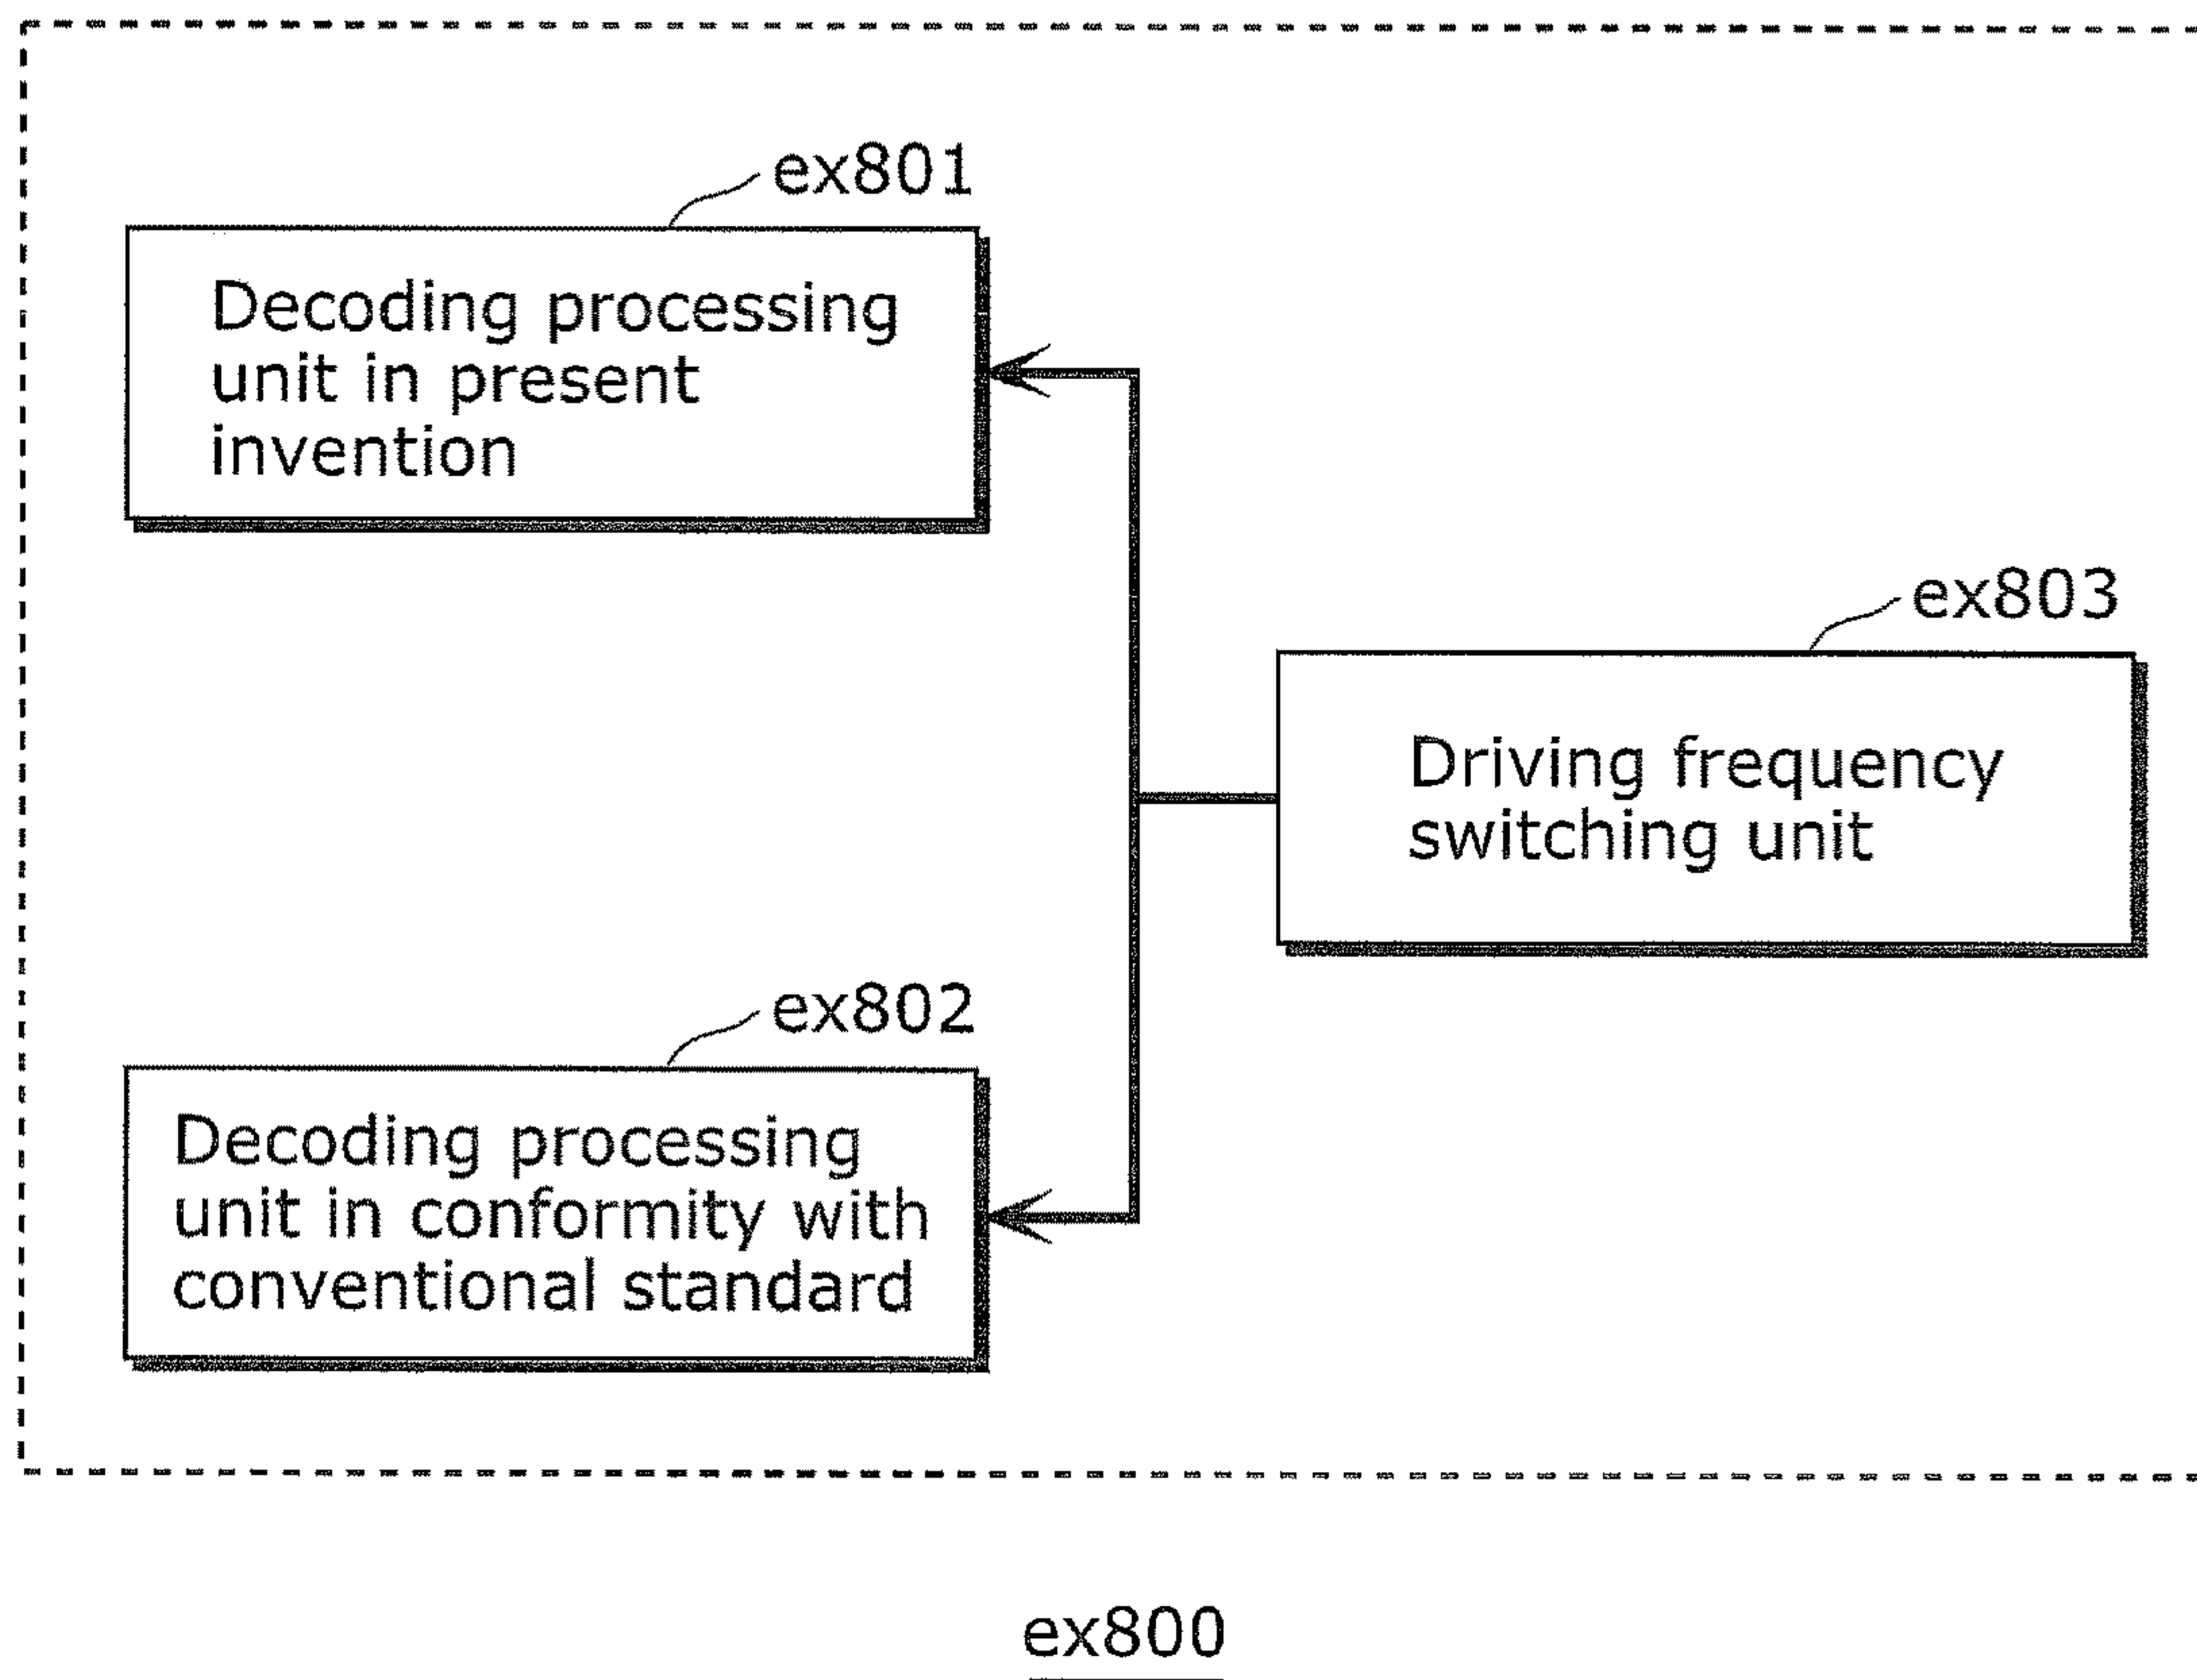 ex801
Decoding processing
unit in present
invention
ex803
Driving frequency
switching unit
ex802
Decoding processing
unit in conformity with
conventional standard
ex800